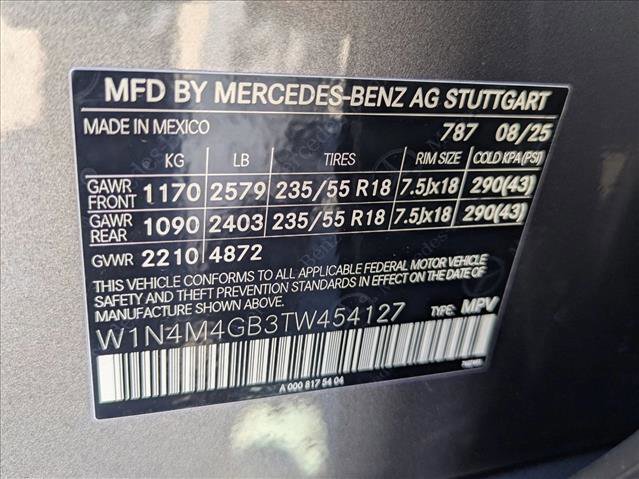 MFD BY MERCEDES-BENZ AG STUTTGART
MADE IN MEXICO 787 08/25
KG LB TIRES RIM SIZE COLD KPA(PSI)
GAWR FRONT 1170 2579 235/55 R18 7.5Jx18 290(43)
GAWR REAR 1090 2403 235/55 R18 7.5Jx18 290(43)
GVWR 2210 4872
THIS VEHICLE CONFORMS TO ALL APPLICABLE FEDERAL MOTOR VEHICLE
SAFETY AND THEFT PREVENTION STANDARDS IN EFFECT ON THE DATE OF
MANUFACTURE SHOWN ABOVE.
W1N4M4GB3TW454127 TYPE: MPV
A 000 817 54 04